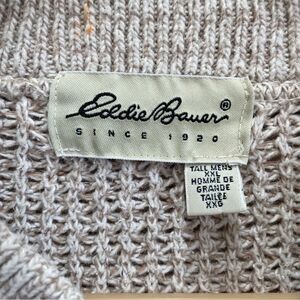 Eddie Bauer®
SINCE 1920
TALL MENS
XXL
HOMME DE
GRANDE
TAILLE
XXG